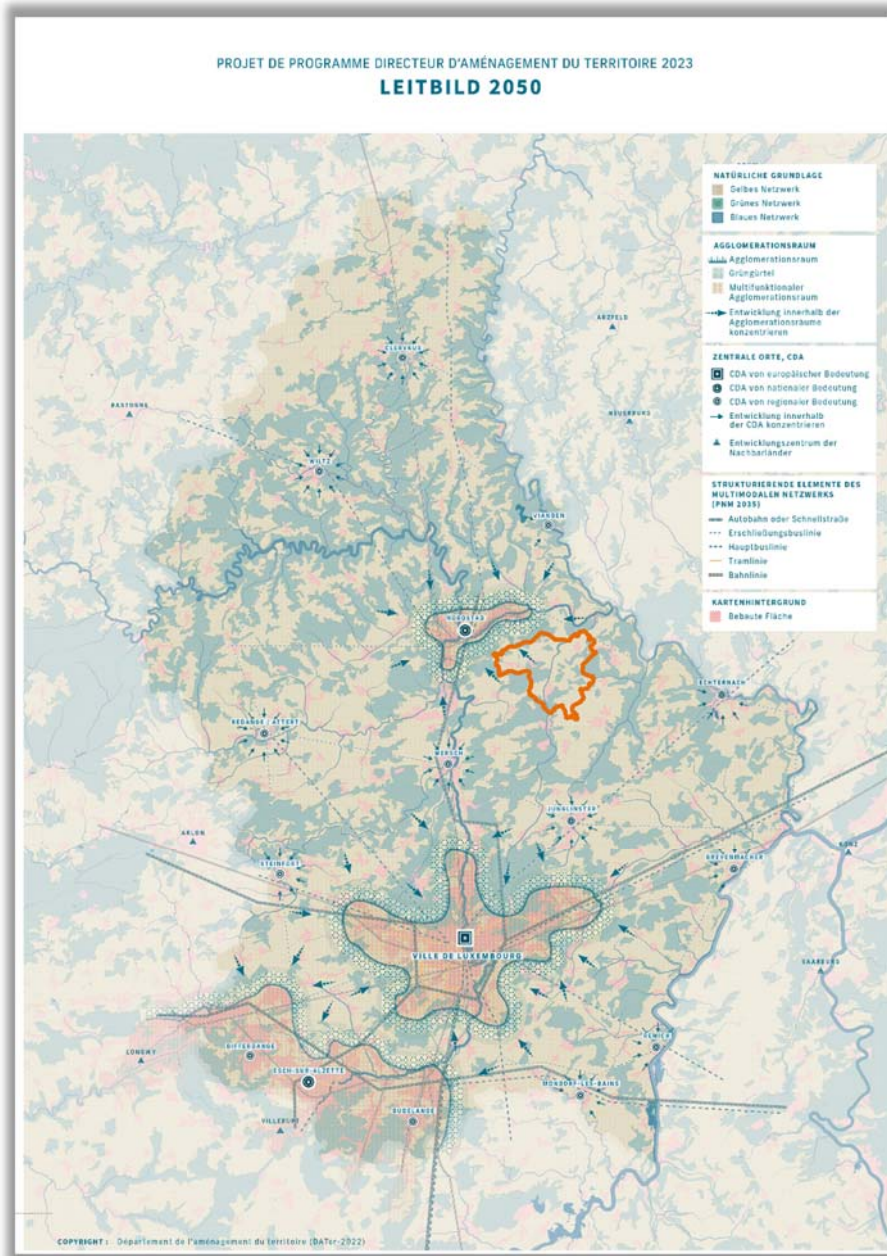 PROJET DE PROGRAMME DIRECTEUR D'AMÉNAGEMENT DU TERRITOIRE 2023
LEITBILD 2050
NATÜRLICHE GRUNDLAGE
Gelbes Netzwerk
Grünes Netzwerk
Blaues Netzwerk
AGGLOMERATIONSRAUM
Agglomerationsraum
Grüngürtel
Multifunktionaler
Agglomerationsraum
Entwicklung innerhalb der
Agglomerationsräume
konzentrieren
ZENTRALE ORTE, CDA
CDA von europäischer Bedeutung
CDA von nationaler Bedeutung
CDA von regionaler Bedeutung
Entwicklung innerhalb
der CDA konzentrieren
Entwicklungszentrum der
Nachbarländer
STRUKTURIERENDE ELEMENTE DES
MULTIMODALEN NETZWERKS
(PNM 2035)
Autobahn oder Schnellstraße
Erschließungsbuslinie
Hauptbuslinie
Tramlinie
Bahnlinie
KARTENHINTERGRUND
Bebaute Fläche
ARZFELD
CLERVAUX
BASTOGNE
NEUERBURG
WILTZ
VIANDEN
NORDSTAD
ECHTERNACH
REDANGE / ATTERT
MERSCH
JUNGLINSTER
ARLON
STEINFORT
GREVENMACHER
KONZ
VILLE DE LUXEMBOURG
SAARBURG
REMICH
LONGWY
DIFFERDANGE
ESCH-SUR-ALZETTE
MONDORF-LES-BAINS
DUDELANGE
VILLERUPT
COPYRIGHT : Département de l'aménagement du territoire (DATer-2022)